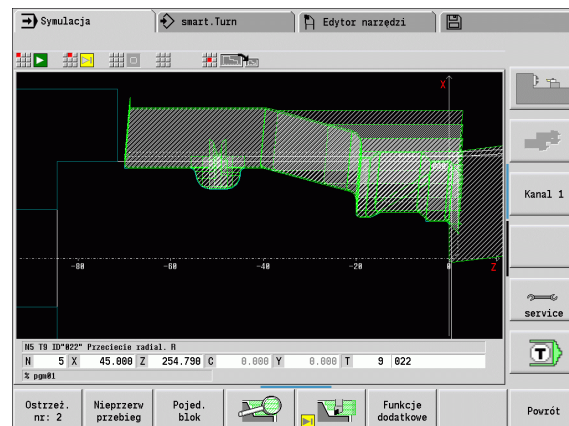 Symulacja smart.Turn Edytor narzędzi
X
Kanal 1
-80 -60 -40 -20 0 Z
service
N5 T9 ID"022" Przeciecie radial. R
N 5 X 45.000 Z 254.790 C 0.000 Y 0.000 T 9 022
% pgm01
T
Ostrzeż. nr: 2
Nieprzerw przebieg
Pojed. blok
Funkcje dodatkowe
Powrót